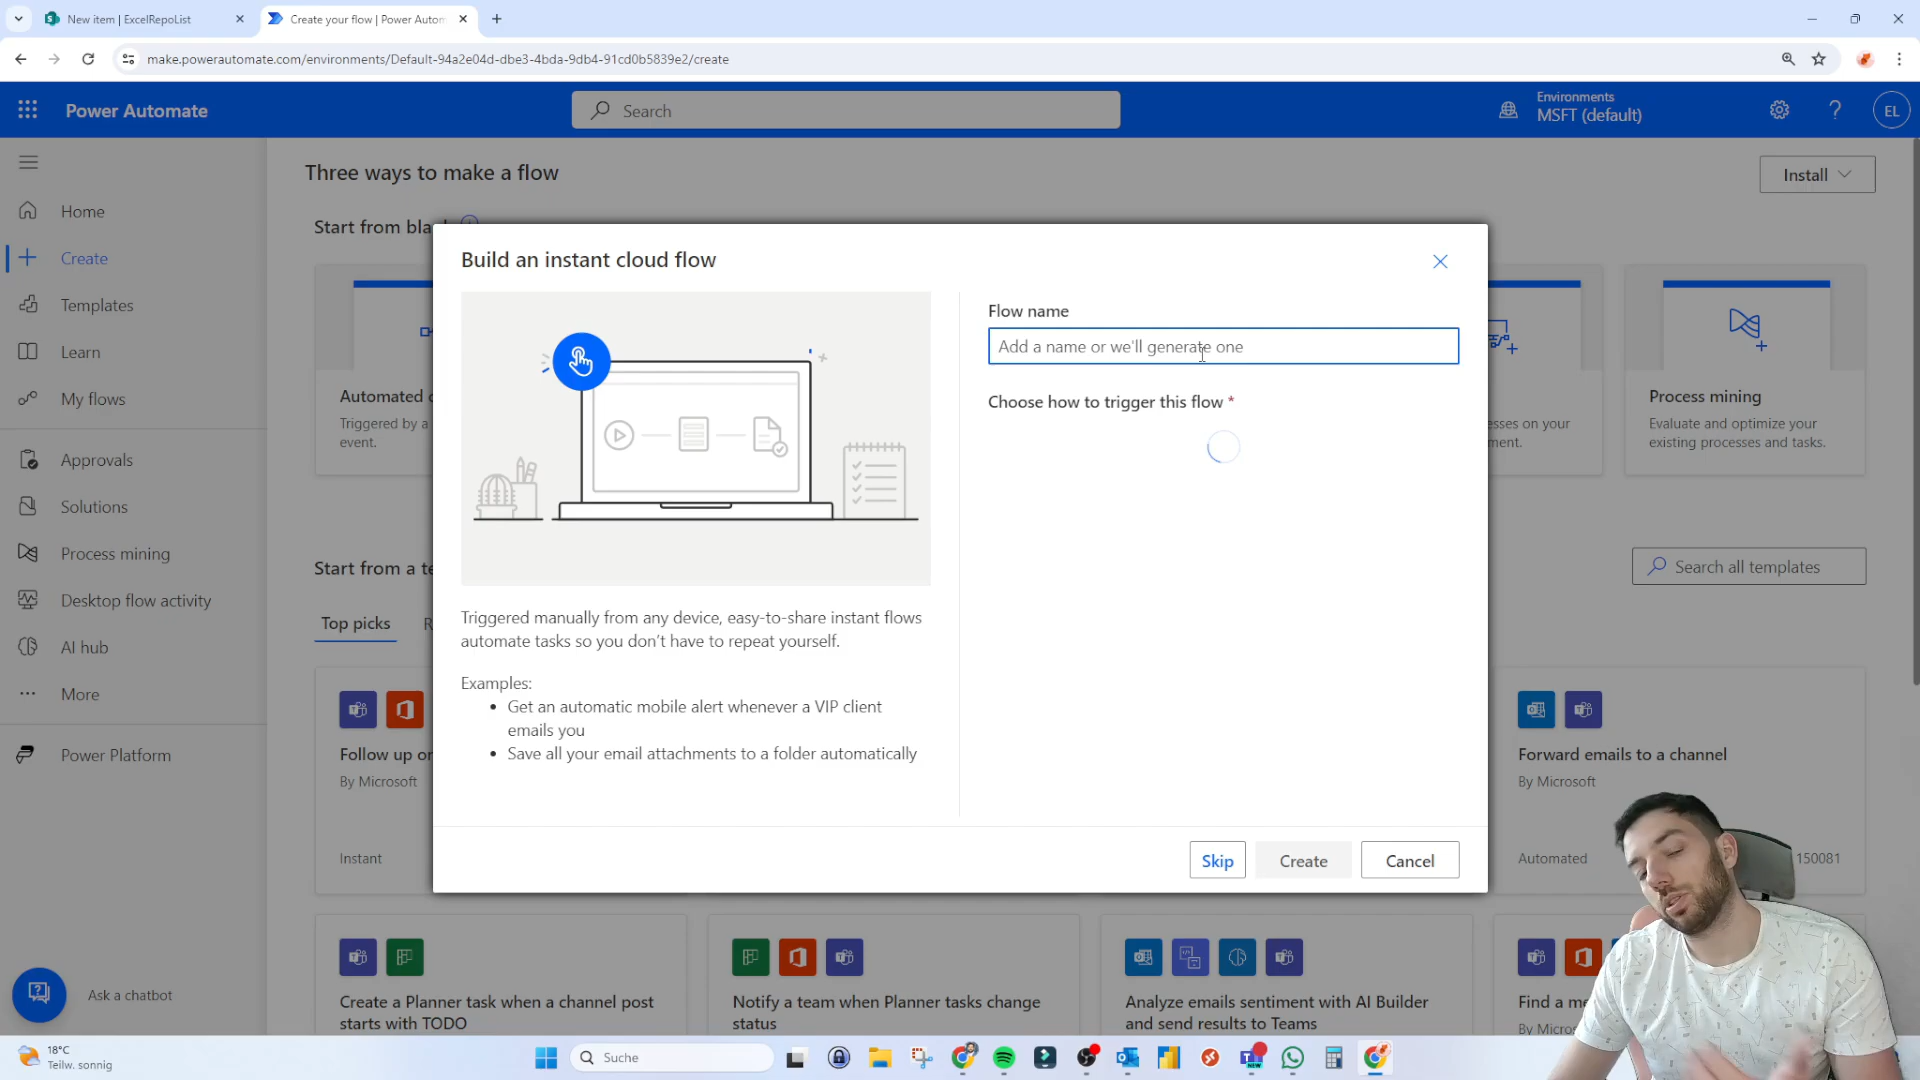 New item | ExcelRepoList
Create your flow | Power Autom
make.powerautomate.com/environments/Default-94a2e04d-dbe3-4bda-9db4-91cd0b5839e2/create
Power Automate
Search
Environments
MSFT (default)
EL
Three ways to make a flow
Install
Home
Create
Templates
Learn
My flows
Approvals
Solutions
Process mining
Desktop flow activity
AI hub
More
Power Platform
Ask a chatbot
Start from bla
Automated c
Triggered by a
event.
esses on your
ment.
Process mining
Evaluate and optimize your
existing processes and tasks.
Build an instant cloud flow
Flow name
Add a name or we'll generate one
Choose how to trigger this flow *
Triggered manually from any device, easy-to-share instant flows
automate tasks so you don't have to repeat yourself.
Examples:
• Get an automatic mobile alert whenever a VIP client
emails you
• Save all your email attachments to a folder automatically
Skip
Create
Cancel
Start from a te
Search all templates
Top picks
R
Follow up or
By Microsoft
Instant
Forward emails to a channel
By Microsoft
Automated
150081
Create a Planner task when a channel post
starts with TODO
Notify a team when Planner tasks change
status
Analyze emails sentiment with AI Builder
and send results to Teams
Find a me
By Micros
18°C
Teilw. sonnig
Suche
NEW